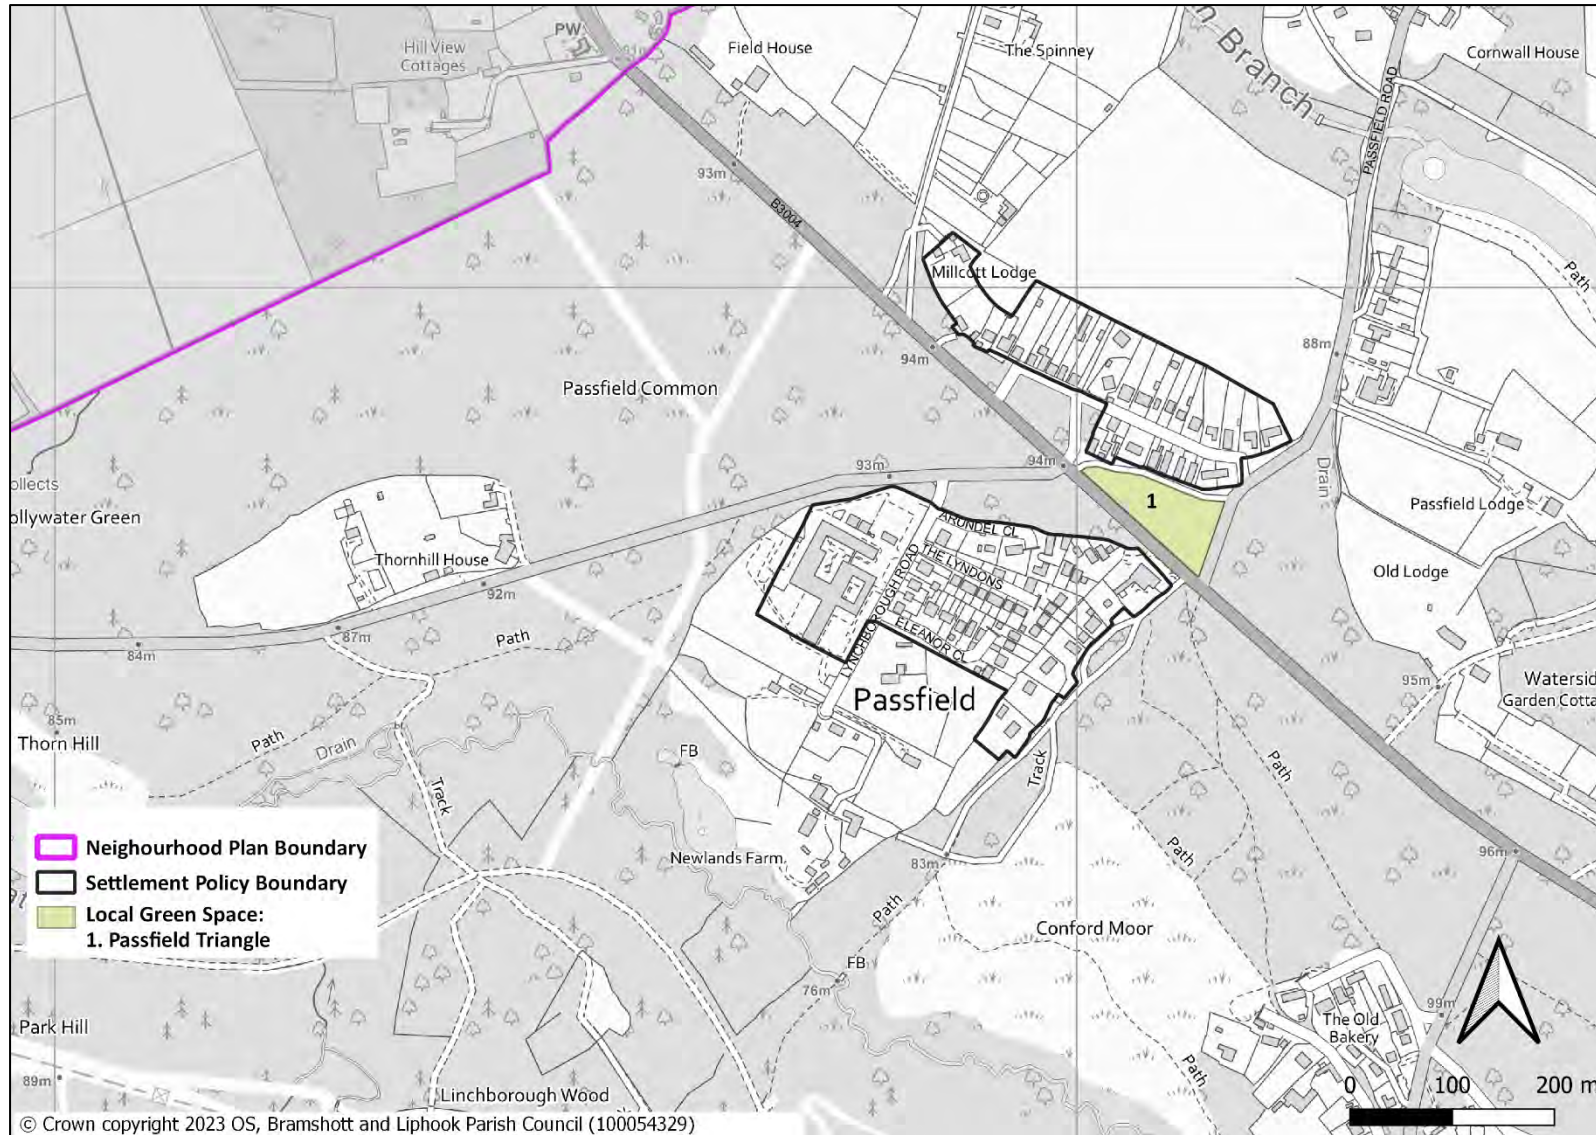 PW
81m
Hill View
Cottages
Field House
The Spinney
Branch
Cornwall House
PASSFIELD ROAD
93m
B3004
Path
Millcott Lodge
94m
88m
Passfield Common
ollects
ollywater Green
93m
94m
1
Drain
Passfield Lodge
ARUNDEL CL
THE LYNDONS
LYNCHBOROUGH ROAD
ELEANOR CL
Thornhill House
92m
87m
84m
Path
Old Lodge
Passfield
95m
Watersid
Garden Cotta
85m
Thorn Hill
Path
Drain
FB
Track
Track
Path
Path
Newlands Farm
83m
96m
Path
Conford Moor
FB
76m
Neighourhood Plan Boundary
Settlement Policy Boundary
Local Green Space:
1. Passfield Triangle
99m
The Old
Bakery
Path
Park Hill
89m
Linchborough Wood
0 100 200 m
© Crown copyright 2023 OS, Bramshott and Liphook Parish Council (100054329)